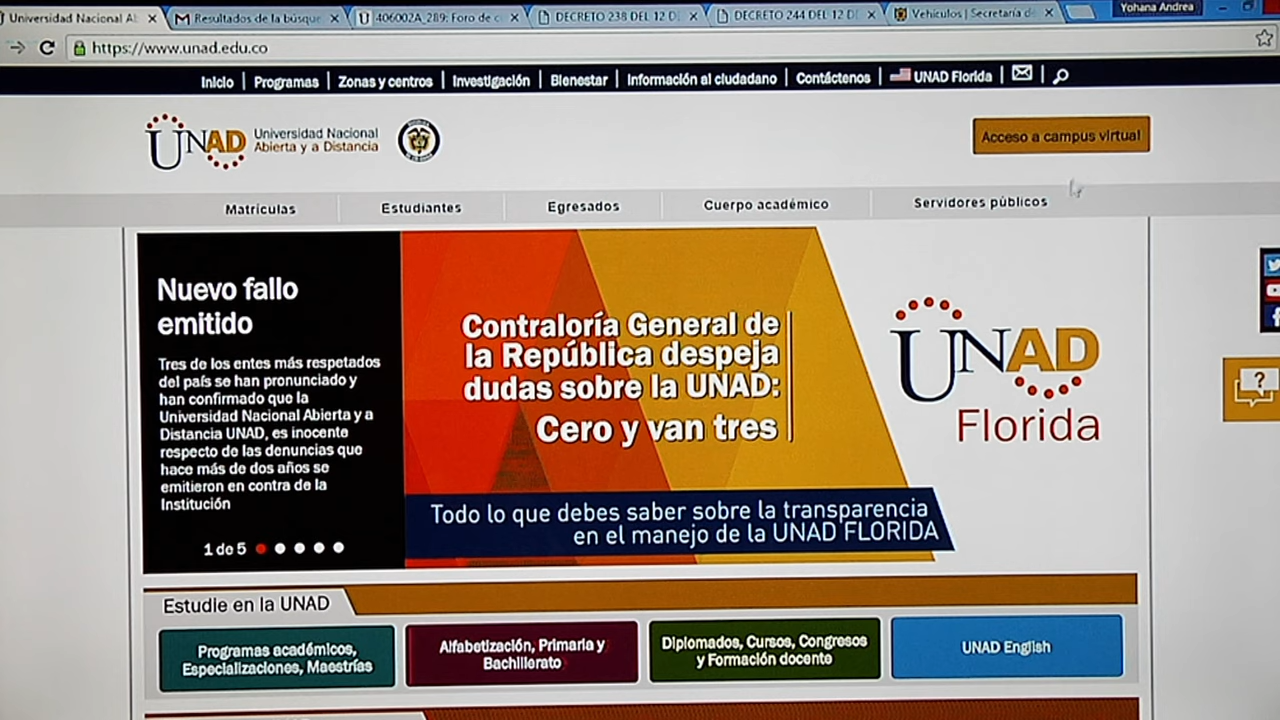 Universidad Nacional Ab
Resultados de la búsque
406002A_289: Foro de c
DECRETO 238 DEL 12 D
DECRETO 244 DEL 12 D
Vehículos | Secretaría d
Yohana Andrea
https://www.unad.edu.co
Inicio | Programas | Zonas y centros | Investigación | Bienestar | Información al ciudadano | Contáctenos | UNAD Florida
UNAD
Universidad Nacional
Abierta y a Distancia
Acceso a campus virtual
Matrículas
Estudiantes
Egresados
Cuerpo académico
Servidores públicos
Nuevo fallo
emitido
Tres de los entes más respetados
del país se han pronunciado y
han confirmado que la
Universidad Nacional Abierta y a
Distancia UNAD, es inocente
respecto de las denuncias que
hace más de dos años se
emitieron en contra de la
Institución
1 de 5
Contraloría General de
la República despeja
dudas sobre la UNAD:
Cero y van tres
UNAD
Florida
Todo lo que debes saber sobre la transparencia
en el manejo de la UNAD FLORIDA
Estudie en la UNAD
Programas académicos,
Especializaciones, Maestrías
Alfabetización, Primaria y
Bachillerato
Diplomados, Cursos, Congresos
y Formación docente
UNAD English